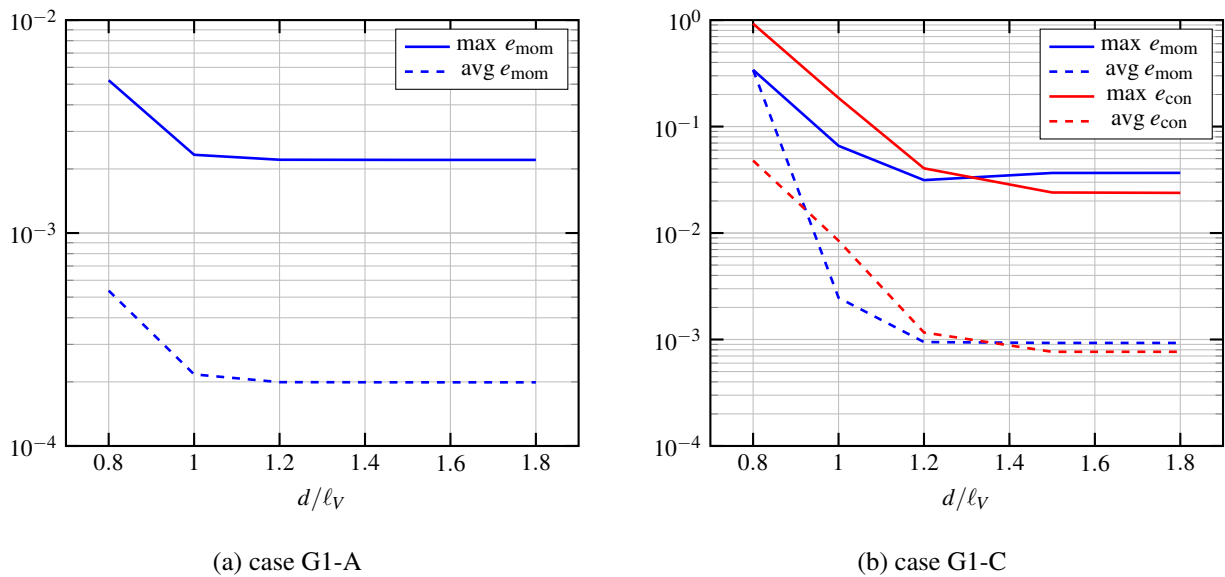 10⁻²
10⁻³
10⁻⁴
max e_mom
avg e_mom
0.8 1 1.2 1.4 1.6 1.8
d/ℓ_V
(a) case G1-A
10⁰
10⁻¹
10⁻²
10⁻³
10⁻⁴
max e_mom
avg e_mom
max e_con
avg e_con
0.8 1 1.2 1.4 1.6 1.8
d/ℓ_V
(b) case G1-C